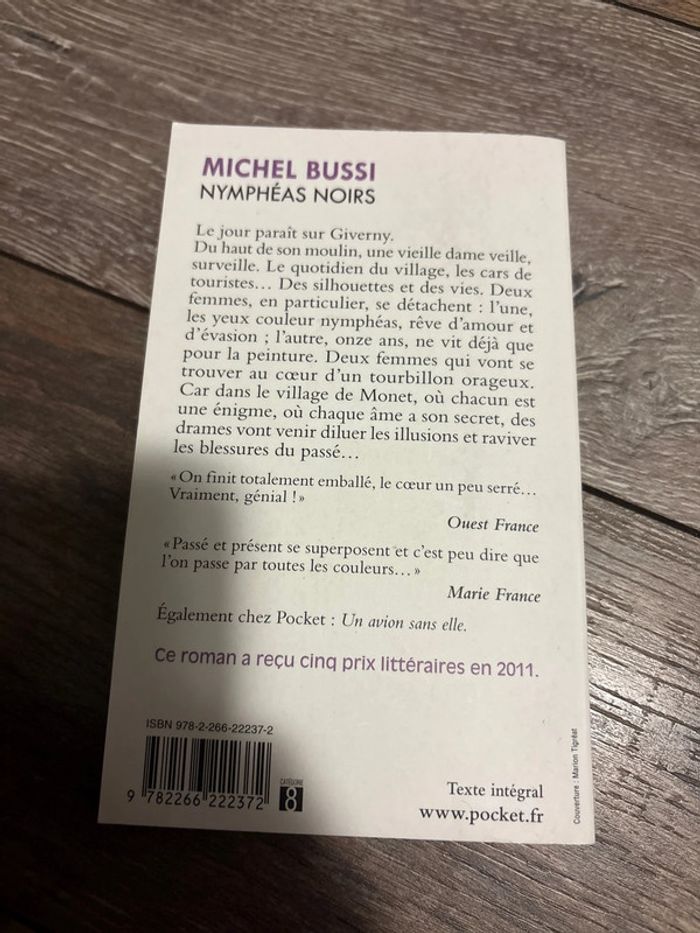 MICHEL BUSSI
NYMPHÉAS NOIRS
Le jour paraît sur Giverny.
Du haut de son moulin, une vieille dame veille,
surveille. Le quotidien du village, les cars de
touristes… Des silhouettes et des vies. Deux
femmes, en particulier, se détachent : l'une,
les yeux couleur nymphéas, rêve d'amour et
d'évasion ; l'autre, onze ans, ne vit déjà que
pour la peinture. Deux femmes qui vont se
trouver au cœur d'un tourbillon orageux.
Car dans le village de Monet, où chacun est
une énigme, où chaque âme a son secret, des
drames vont venir diluer les illusions et raviver
les blessures du passé…
« On finit totalement emballé, le cœur un peu serré…
Vraiment, génial ! »
Ouest France
« Passé et présent se superposent et c'est peu dire que
l'on passe par toutes les couleurs… »
Marie France
Également chez Pocket : Un avion sans elle.
Ce roman a reçu cinq prix littéraires en 2011.
ISBN 978-2-266-22237-2
9 782266 222372
CATÉGORIE
8
Texte intégral
www.pocket.fr
Couverture : Marion Tigréat